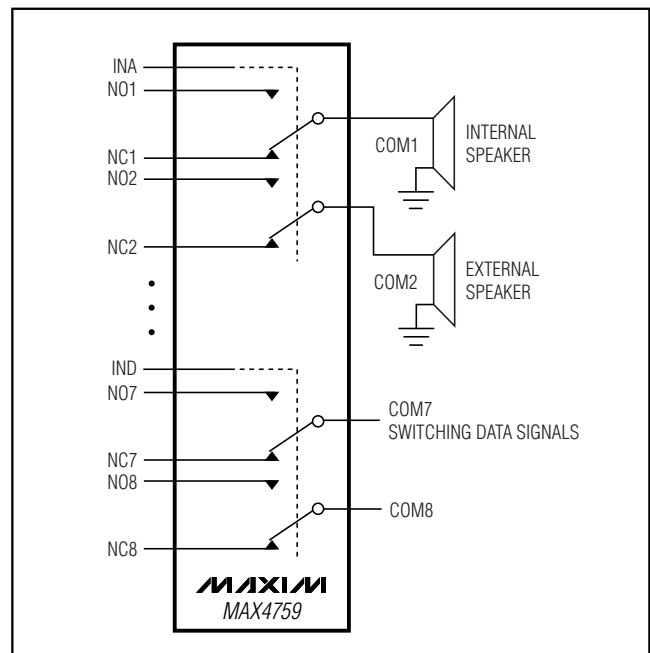 INA
NO1
NC1
NO2
NC2
COM1
INTERNAL
SPEAKER
COM2
EXTERNAL
SPEAKER
IND
NO7
NC7
NO8
NC8
COM7
SWITCHING DATA SIGNALS
COM8
MAXIM
MAX4759